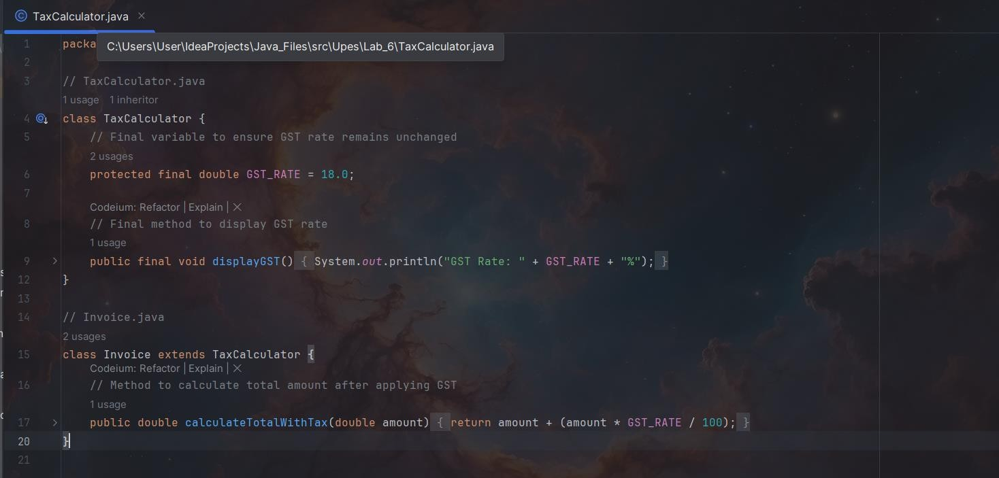 TaxCalculator.java
1 packa
C:\Users\User\IdeaProjects\Java_Files\src\Upes\Lab_6\TaxCalculator.java
2
3 // TaxCalculator.java
1 usage 1 inheritor
4 class TaxCalculator {
5 // Final variable to ensure GST rate remains unchanged
2 usages
6 protected final double GST_RATE = 18.0;
7
Codeium: Refactor | Explain | ×
8 // Final method to display GST rate
1 usage
9 public final void displayGST() { System.out.println("GST Rate: " + GST_RATE + "%"); }
12 }
13
14 // Invoice.java
2 usages
15 class Invoice extends TaxCalculator {
Codeium: Refactor | Explain | ×
16 // Method to calculate total amount after applying GST
1 usage
17 public double calculateTotalWithTax(double amount) { return amount + (amount * GST_RATE / 100); }
20 }
21